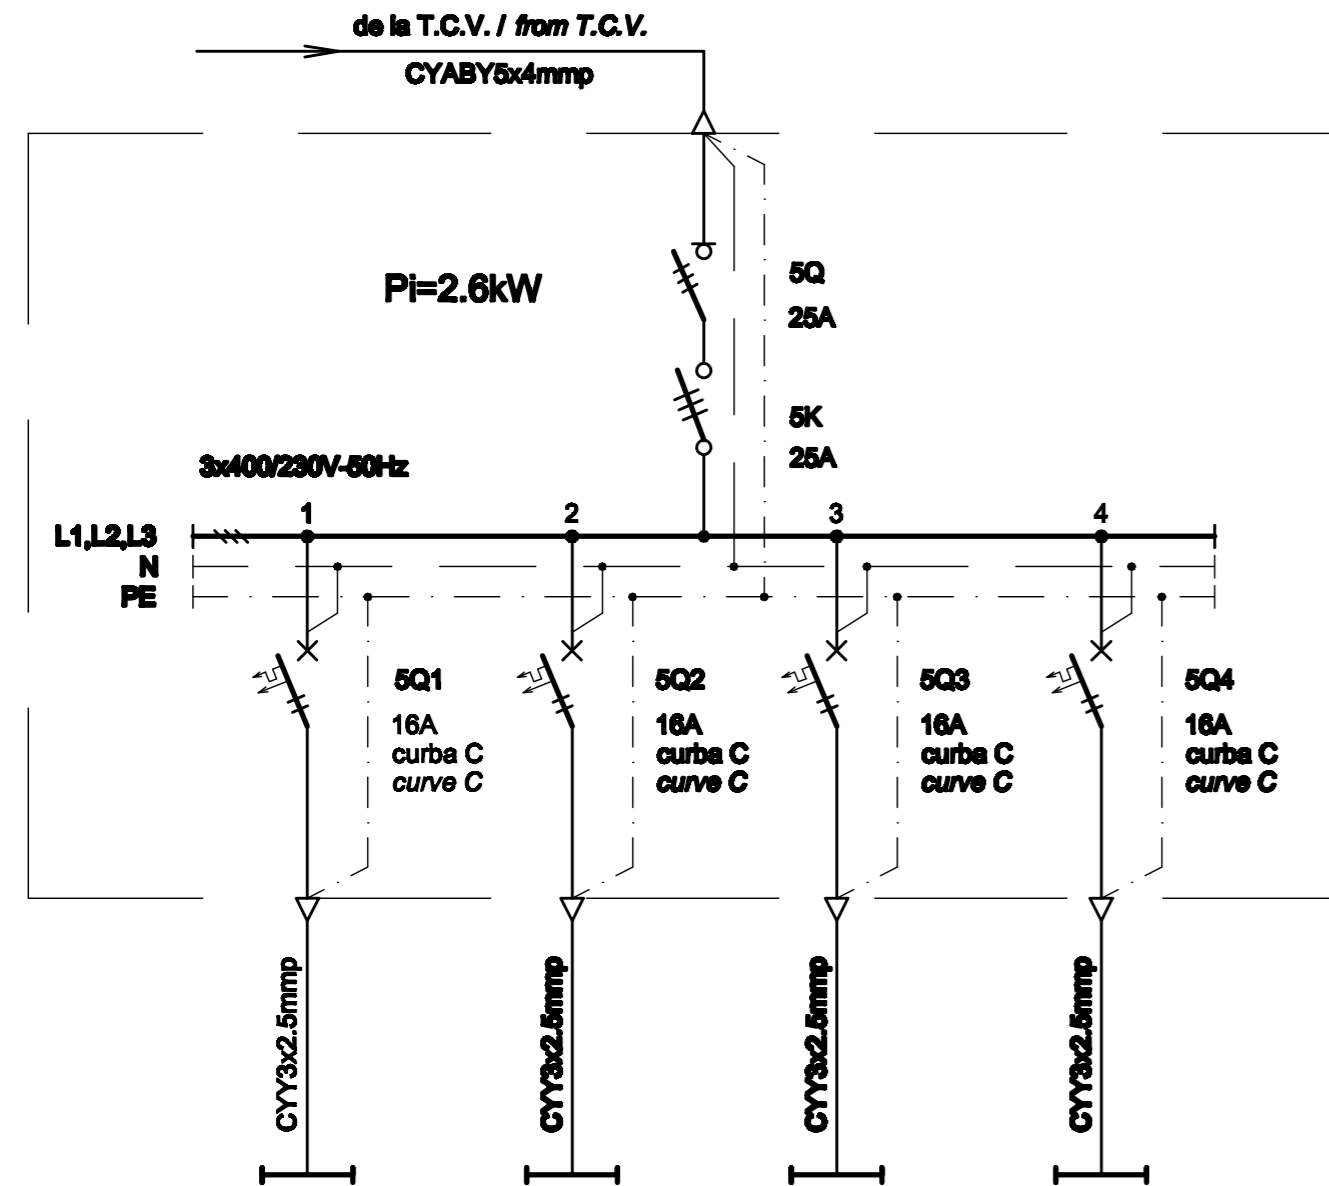 de la T.C.V. / from T.C.V.
CYABY5x4mmp
Pi=2.6kW
5Q
25A
5K
25A
3x400/230V-50Hz
1
2
3
4
L1,L2,L3
N
PE
5Q1
16A
curba C
curve C
5Q2
16A
curba C
curve C
5Q3
16A
curba C
curve C
5Q4
16A
curba C
curve C
CYY3x2.5mmp
CYY3x2.5mmp
CYY3x2.5mmp
CYY3x2.5mmp